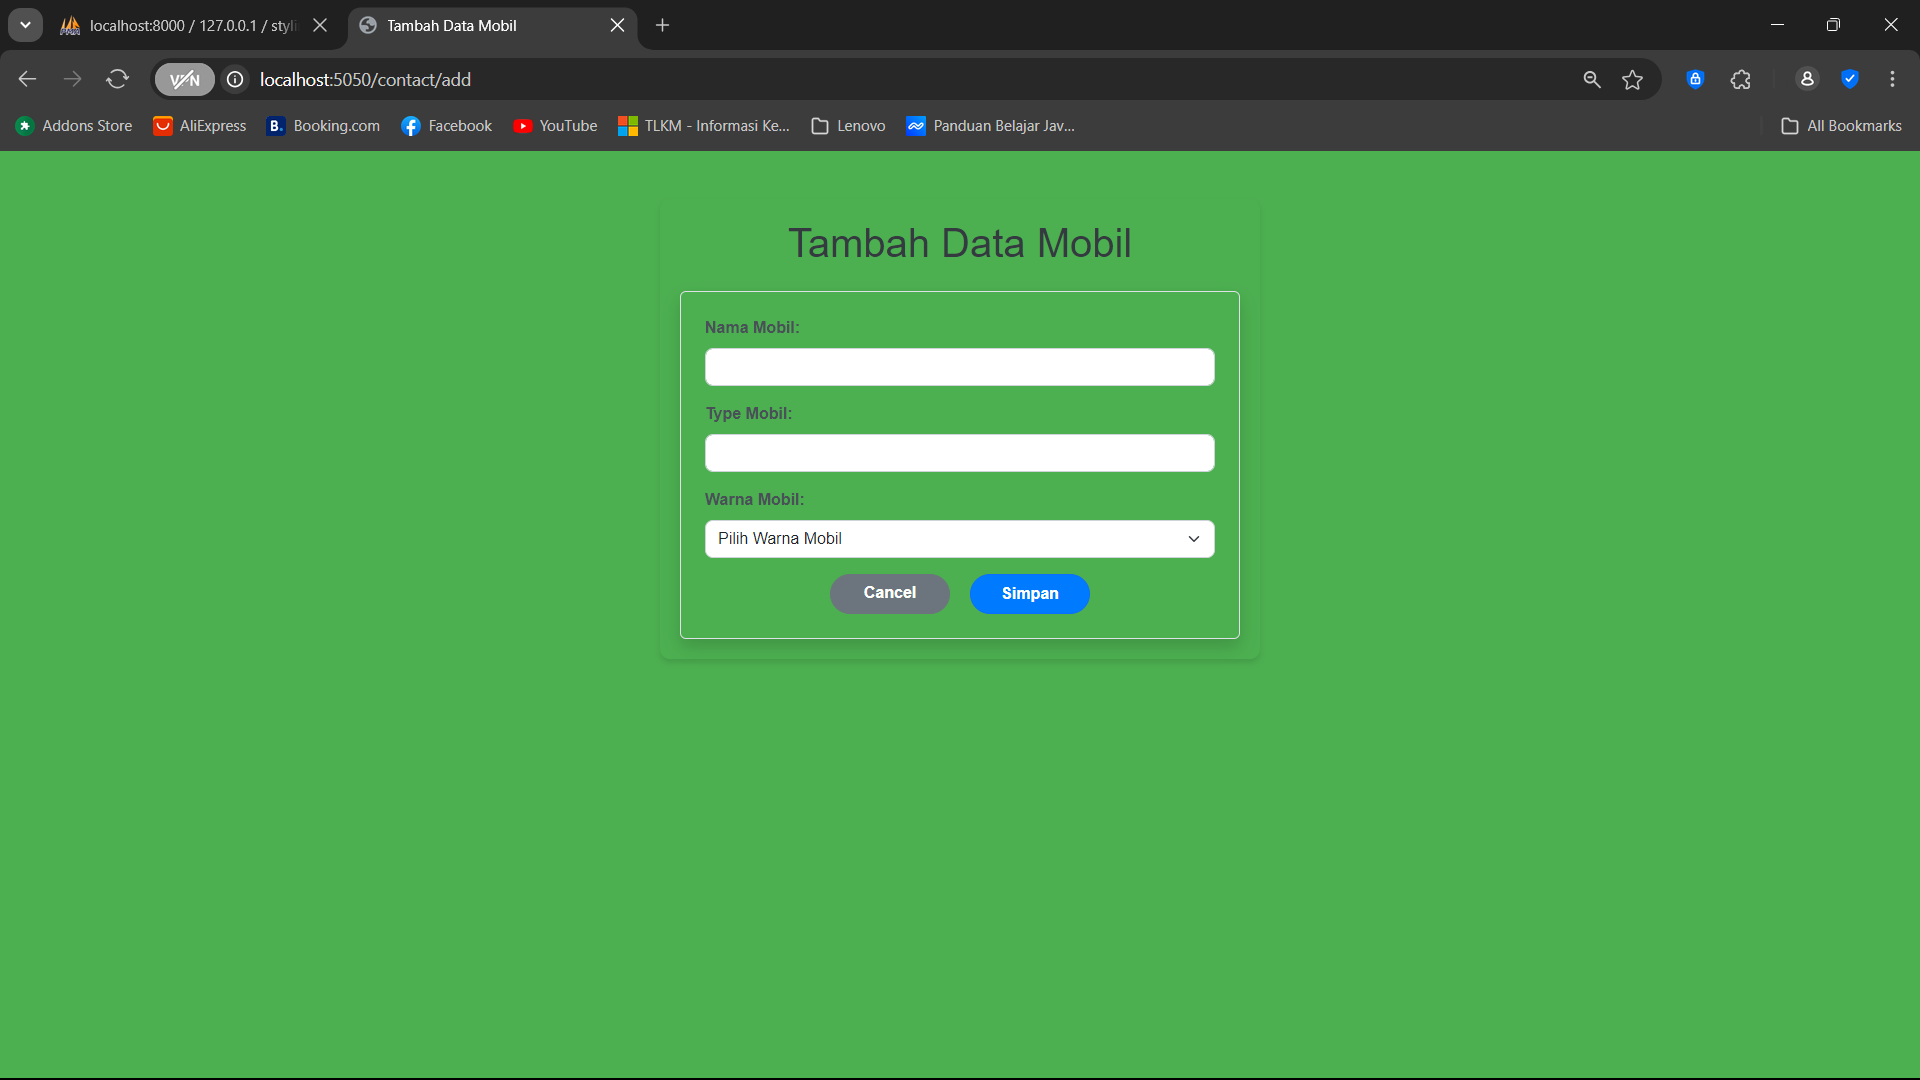 localhost:8000 / 127.0.0.1 / styli
Tambah Data Mobil
VPN
localhost:5050/contact/add
Addons Store
AliExpress
B.
Booking.com
Facebook
YouTube
TLKM - Informasi Ke...
Lenovo
Panduan Belajar Jav...
All Bookmarks
Tambah Data Mobil
Nama Mobil:
Type Mobil:
Warna Mobil:
Pilih Warna Mobil
Cancel
Simpan